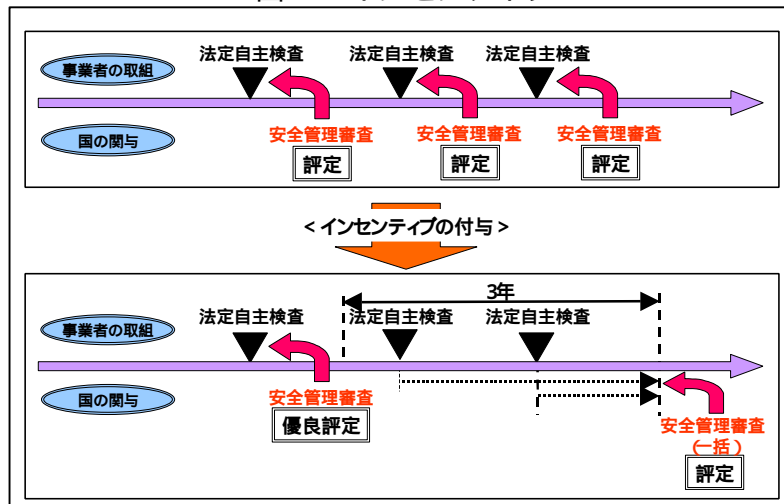 法定自主検査 法定自主検査 法定自主検査
事業者の取組
国の関与
安全管理審査 安全管理審査 安全管理審査
評定 評定 評定
<インセンティブの付与>
3年
法定自主検査 法定自主検査 法定自主検査
事業者の取組
国の関与
安全管理審査
優良評定
安全管理審査
(一括)
評定